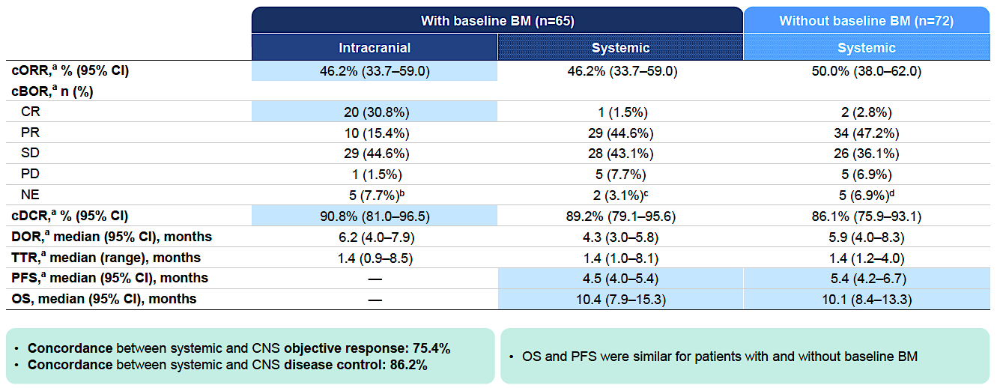 With baseline BM (n=65) Without baseline BM (n=72)
Intracranial Systemic Systemic
cORR,ᵃ % (95% CI) 46.2% (33.7–59.0) 46.2% (33.7–59.0) 50.0% (38.0–62.0)
cBOR,ᵃ n (%)
CR 20 (30.8%) 1 (1.5%) 2 (2.8%)
PR 10 (15.4%) 29 (44.6%) 34 (47.2%)
SD 29 (44.6%) 28 (43.1%) 26 (36.1%)
PD 1 (1.5%) 5 (7.7%) 5 (6.9%)
NE 5 (7.7%)ᵇ 2 (3.1%)ᶜ 5 (6.9%)ᵈ
cDCR,ᵃ % (95% CI) 90.8% (81.0–96.5) 89.2% (79.1–95.6) 86.1% (75.9–93.1)
DOR,ᵃ median (95% CI), months 6.2 (4.0–7.9) 4.3 (3.0–5.8) 5.9 (4.0–8.3)
TTR,ᵃ median (range), months 1.4 (0.9–8.5) 1.4 (1.0–8.1) 1.4 (1.2–4.0)
PFS,ᵃ median (95% CI), months — 4.5 (4.0–5.4) 5.4 (4.2–6.7)
OS, median (95% CI), months — 10.4 (7.9–15.3) 10.1 (8.4–13.3)
• Concordance between systemic and CNS objective response: 75.4%
• Concordance between systemic and CNS disease control: 86.2%
• OS and PFS were similar for patients with and without baseline BM